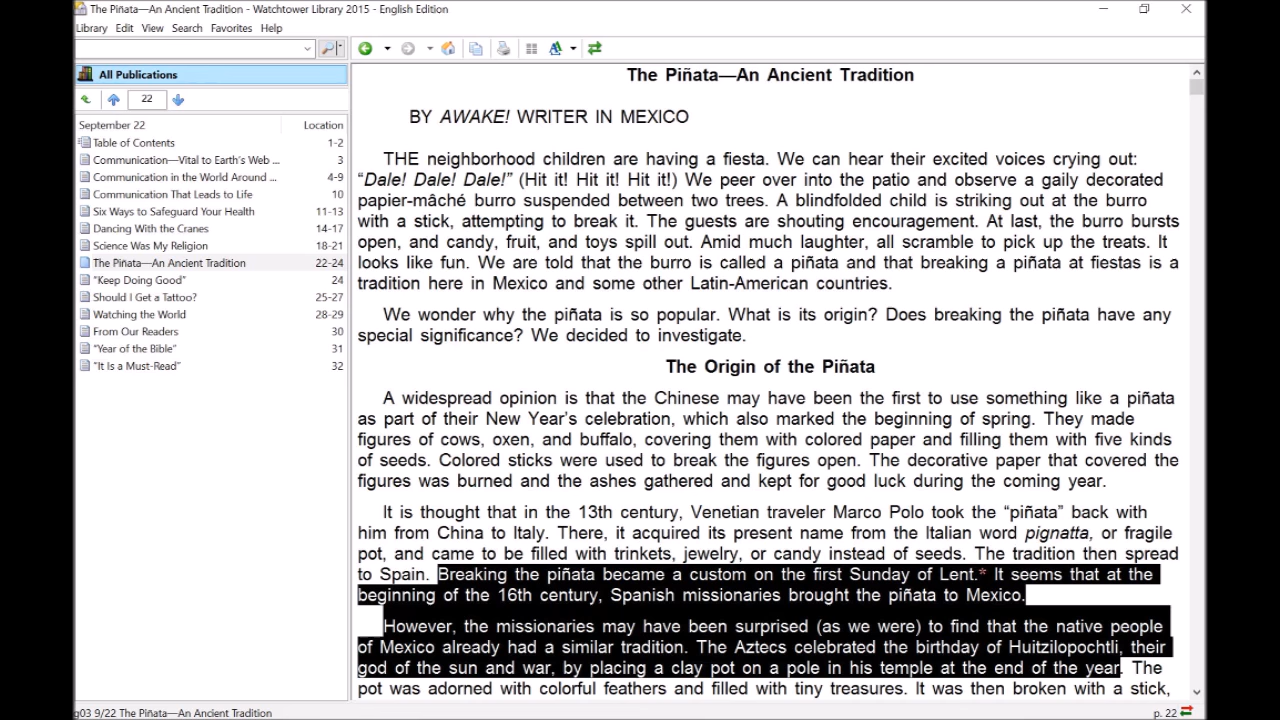 The Piñata—An Ancient Tradition - Watchtower Library 2015 - English Edition
Library Edit View Search Favorites Help
All Publications
22
September 22 Location
Table of Contents 1-2
Communication—Vital to Earth's Web ... 3
Communication in the World Around ... 4-9
Communication That Leads to Life 10
Six Ways to Safeguard Your Health 11-13
Dancing With the Cranes 14-17
Science Was My Religion 18-21
The Piñata—An Ancient Tradition 22-24
"Keep Doing Good" 24
Should I Get a Tattoo? 25-27
Watching the World 28-29
From Our Readers 30
"Year of the Bible" 31
"It Is a Must-Read" 32
The Piñata—An Ancient Tradition
BY AWAKE! WRITER IN MEXICO
THE neighborhood children are having a fiesta. We can hear their excited voices crying out:
“Dale! Dale! Dale!” (Hit it! Hit it! Hit it!) We peer over into the patio and observe a gaily decorated
papier-mâché burro suspended between two trees. A blindfolded child is striking out at the burro
with a stick, attempting to break it. The guests are shouting encouragement. At last, the burro bursts
open, and candy, fruit, and toys spill out. Amid much laughter, all scramble to pick up the treats. It
looks like fun. We are told that the burro is called a piñata and that breaking a piñata at fiestas is a
tradition here in Mexico and some other Latin-American countries.
We wonder why the piñata is so popular. What is its origin? Does breaking the piñata have any
special significance? We decided to investigate.
The Origin of the Piñata
A widespread opinion is that the Chinese may have been the first to use something like a piñata
as part of their New Year’s celebration, which also marked the beginning of spring. They made
figures of cows, oxen, and buffalo, covering them with colored paper and filling them with five kinds
of seeds. Colored sticks were used to break the figures open. The decorative paper that covered the
figures was burned and the ashes gathered and kept for good luck during the coming year.
It is thought that in the 13th century, Venetian traveler Marco Polo took the “piñata” back with
him from China to Italy. There, it acquired its present name from the Italian word pignatta, or fragile
pot, and came to be filled with trinkets, jewelry, or candy instead of seeds. The tradition then spread
to Spain. Breaking the piñata became a custom on the first Sunday of Lent.* It seems that at the
beginning of the 16th century, Spanish missionaries brought the piñata to Mexico.
However, the missionaries may have been surprised (as we were) to find that the native people
of Mexico already had a similar tradition. The Aztecs celebrated the birthday of Huitzilopochtli, their
god of the sun and war, by placing a clay pot on a pole in his temple at the end of the year. The
pot was adorned with colorful feathers and filled with tiny treasures. It was then broken with a stick,
g03 9/22 The Piñata—An Ancient Tradition p. 22